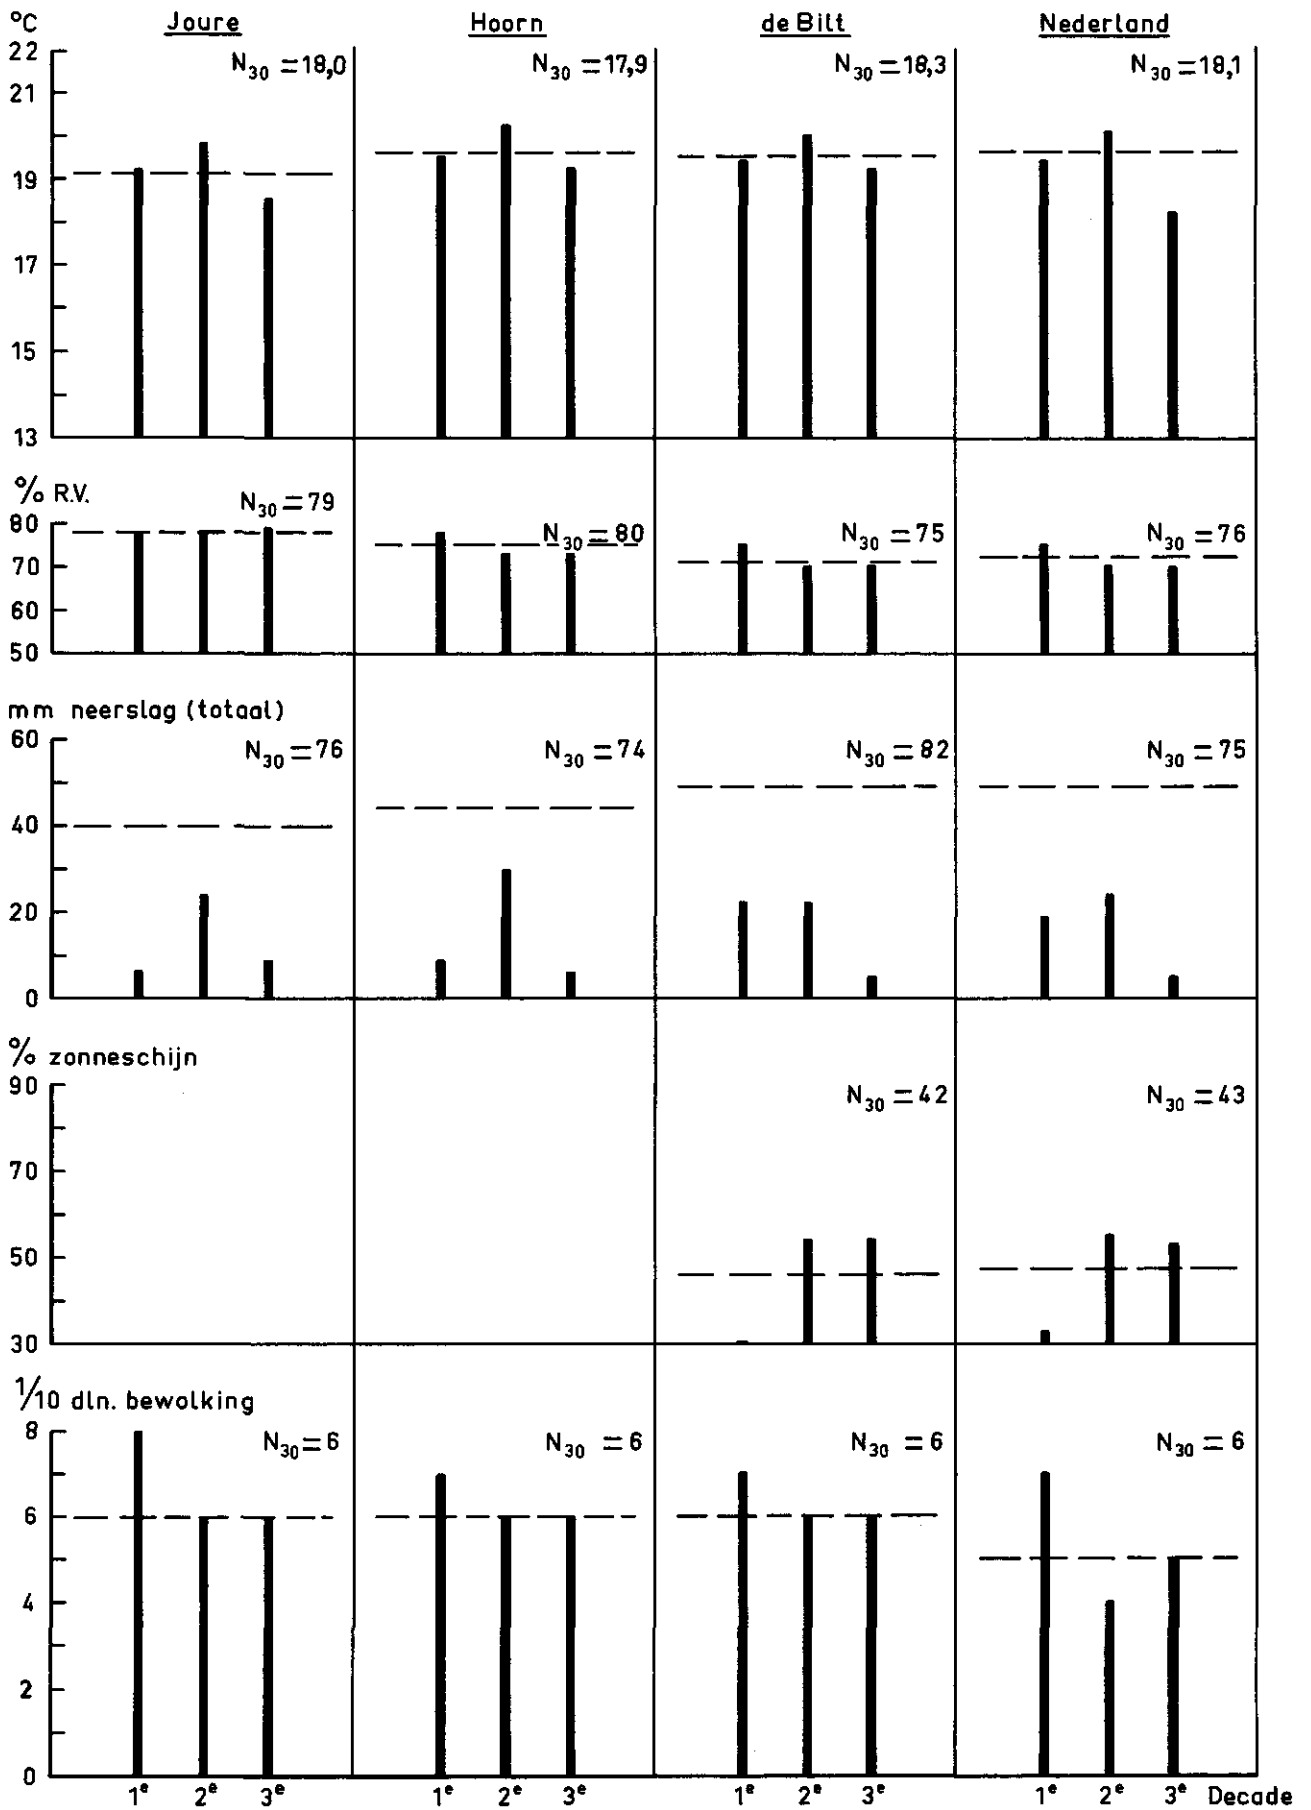 °C Joure Hoorn de Bilt Nederland
22 N30 = 18,0 N30 = 17,9 N30 = 18,3 N30 = 18,1
21
19
17
15
13
% R.V.
N30 = 79
80 N30 = 80 N30 = 75 N30 = 76
70
60
50
mm neerslag (totaal)
60 N30 = 76 N30 = 74 N30 = 82 N30 = 75
40
20
0
% zonneschijn
90 N30 = 42 N30 = 43
70
50
30
1/10 dln. bewolking
8 N30 = 6 N30 = 6 N30 = 6 N30 = 6
6
4
2
0
1e 2e 3e 1e 2e 3e 1e 2e 3e 1e 2e 3e Decade